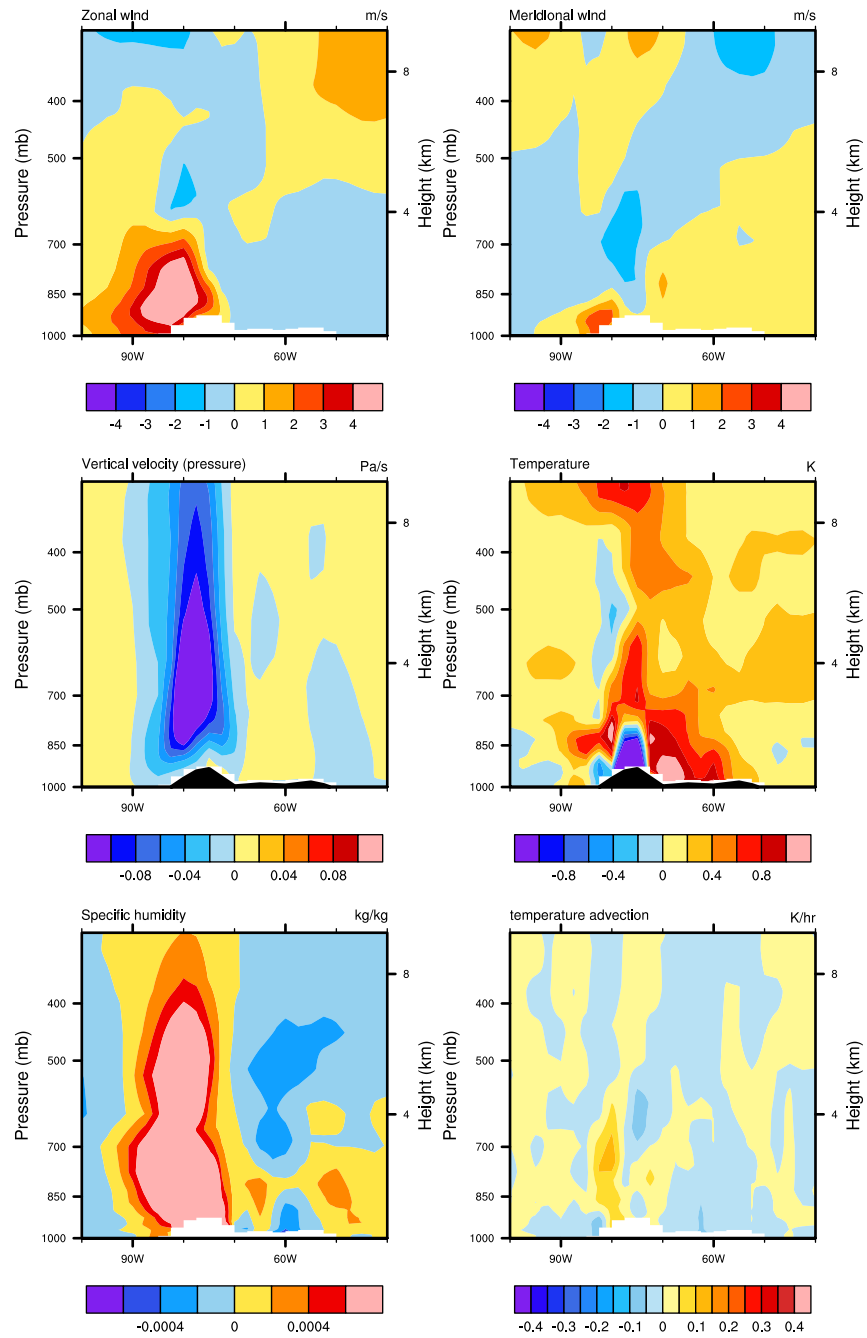 Zonal wind m/s
Pressure (mb)
400
500
700
850
1000
8
4
Height (km)
90W 60W
-4 -3 -2 -1 0 1 2 3 4
Meridional wind m/s
Pressure (mb)
400
500
700
850
1000
8
4
Height (km)
90W 60W
-4 -3 -2 -1 0 1 2 3 4
Vertical velocity (pressure) Pa/s
Pressure (mb)
400
500
700
850
1000
8
4
Height (km)
90W 60W
-0.08 -0.04 0 0.04 0.08
Temperature K
Pressure (mb)
400
500
700
850
1000
8
4
Height (km)
90W 60W
-0.8 -0.4 0 0.4 0.8
Specific humidity kg/kg
Pressure (mb)
400
500
700
850
1000
8
4
Height (km)
90W 60W
-0.0004 0 0.0004
temperature advection K/hr
Pressure (mb)
400
500
700
850
1000
8
4
Height (km)
90W 60W
-0.4 -0.3 -0.2 -0.1 0 0.1 0.2 0.3 0.4